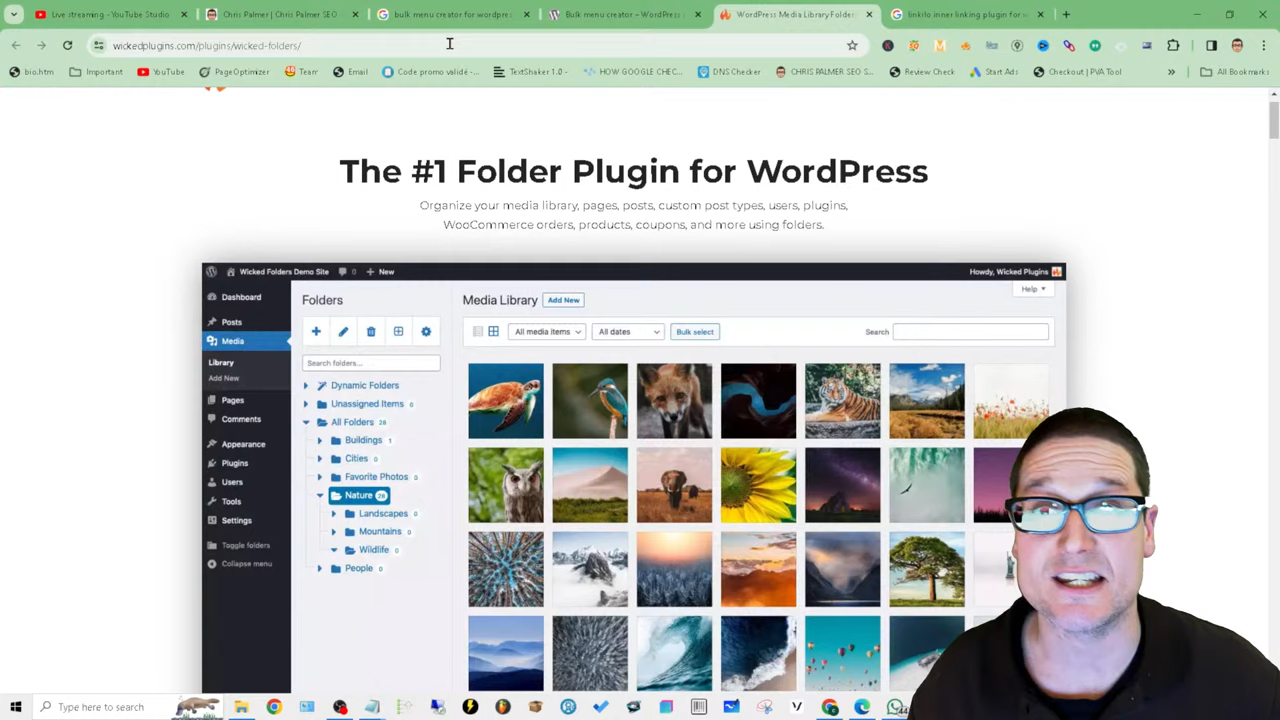 Live streaming - YouTube Studio
Chris Palmer | Chris Palmer SEO
bulk menu creator for wordpres
Bulk menu creator – WordPress
WordPress Media Library Folder
linkilo inner linking plugin for w
wickedplugins.com/plugins/wicked-folders/
bio.htm
Important
YouTube
PageOptimizer
Team
Email
Code promo validé -...
TextShaker 1.0 -
HOW GOOGLE CHEC...
DNS Checker
CHRIS PALMER SEO S...
Review Check
Start Ads
Checkout | PVA Tool
»
All Bookmarks
The #1 Folder Plugin for WordPress
Organize your media library, pages, posts, custom post types, users, plugins,
WooCommerce orders, products, coupons, and more using folders.
Wicked Folders Demo Site
0
New
Howdy, Wicked Plugins
Dashboard
Posts
Media
Library
Add New
Pages
Comments
Appearance
Plugins
Users
Tools
Settings
Toggle folders
Collapse menu
Folders
Search folders...
Dynamic Folders
Unassigned Items 0
All Folders 28
Buildings 1
Cities 0
Favorite Photos 0
Nature 28
Landscapes 0
Mountains 0
Wildlife 0
People 0
Media Library
Add New
Help
All media items
All dates
Bulk select
Search
Type here to search